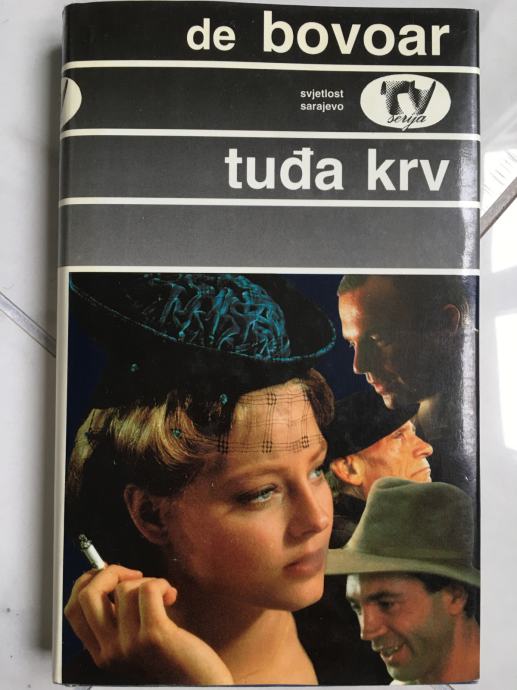 de bovoar
svjetlost
sarajevo
TV
serija
tuđa krv